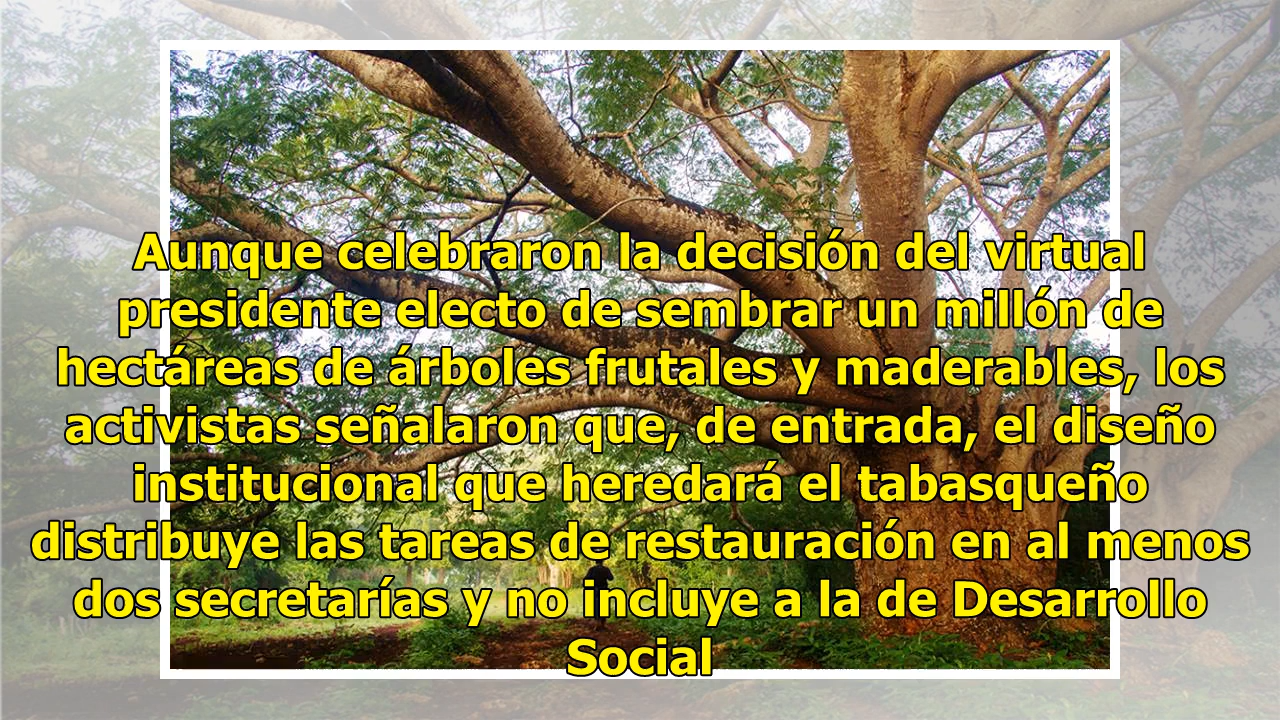 Aunque celebraron la decisión del virtual
presidente electo de sembrar un millón de
hectáreas de árboles frutales y maderables, los
activistas señalaron que, de entrada, el diseño
institucional que heredará el tabasqueño
distribuye las tareas de restauración en al menos
dos secretarías y no incluye a la de Desarrollo
Social